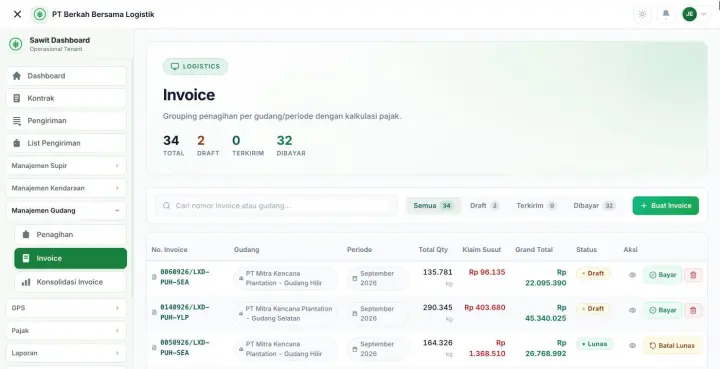 PT Berkah Bersama Logistik
JE
Sawit Dashboard
Operasional Tenant
Dashboard
Kontrak
Pengiriman
List Pengiriman
Manajemen Supir
Manajemen Kendaraan
Manajemen Gudang
Penagihan
Invoice
Konsolidasi Invoice
GPS
Pajak
Laporan
LOGISTICS
Invoice
Grouping penagihan per gudang/periode dengan kalkulasi pajak.
34 2 0 32
TOTAL DRAFT TERKIRIM DIBAYAR
Cari nomor invoice atau gudang...
Semua 34 Draft 2 Terkirim 0 Dibayar 32
+ Buat Invoice
No. Invoice Gudang Periode Total Qty Klaim Susut Grand Total Status Aksi
0060926/LXD-
PUH-SEA
PT Mitra Kencana
Plantation - Gudang Hilir
September
2026
135.781
kg
Rp 96.135
Rp
22.095.390
Draft
Bayar
0140926/LXD-
PUH-YLP
PT Mitra Kencana Plantation
- Gudang Selatan
September
2026
290.345
kg
Rp 403.680
Rp
45.340.025
Draft
Bayar
0050926/LXD-
PUH-SEA
PT Mitra Kencana
Plantation - Gudang Hilir
September
2026
164.326
kg
Rp
1.368.510
Rp
26.768.992
Lunas
Batal Lunas